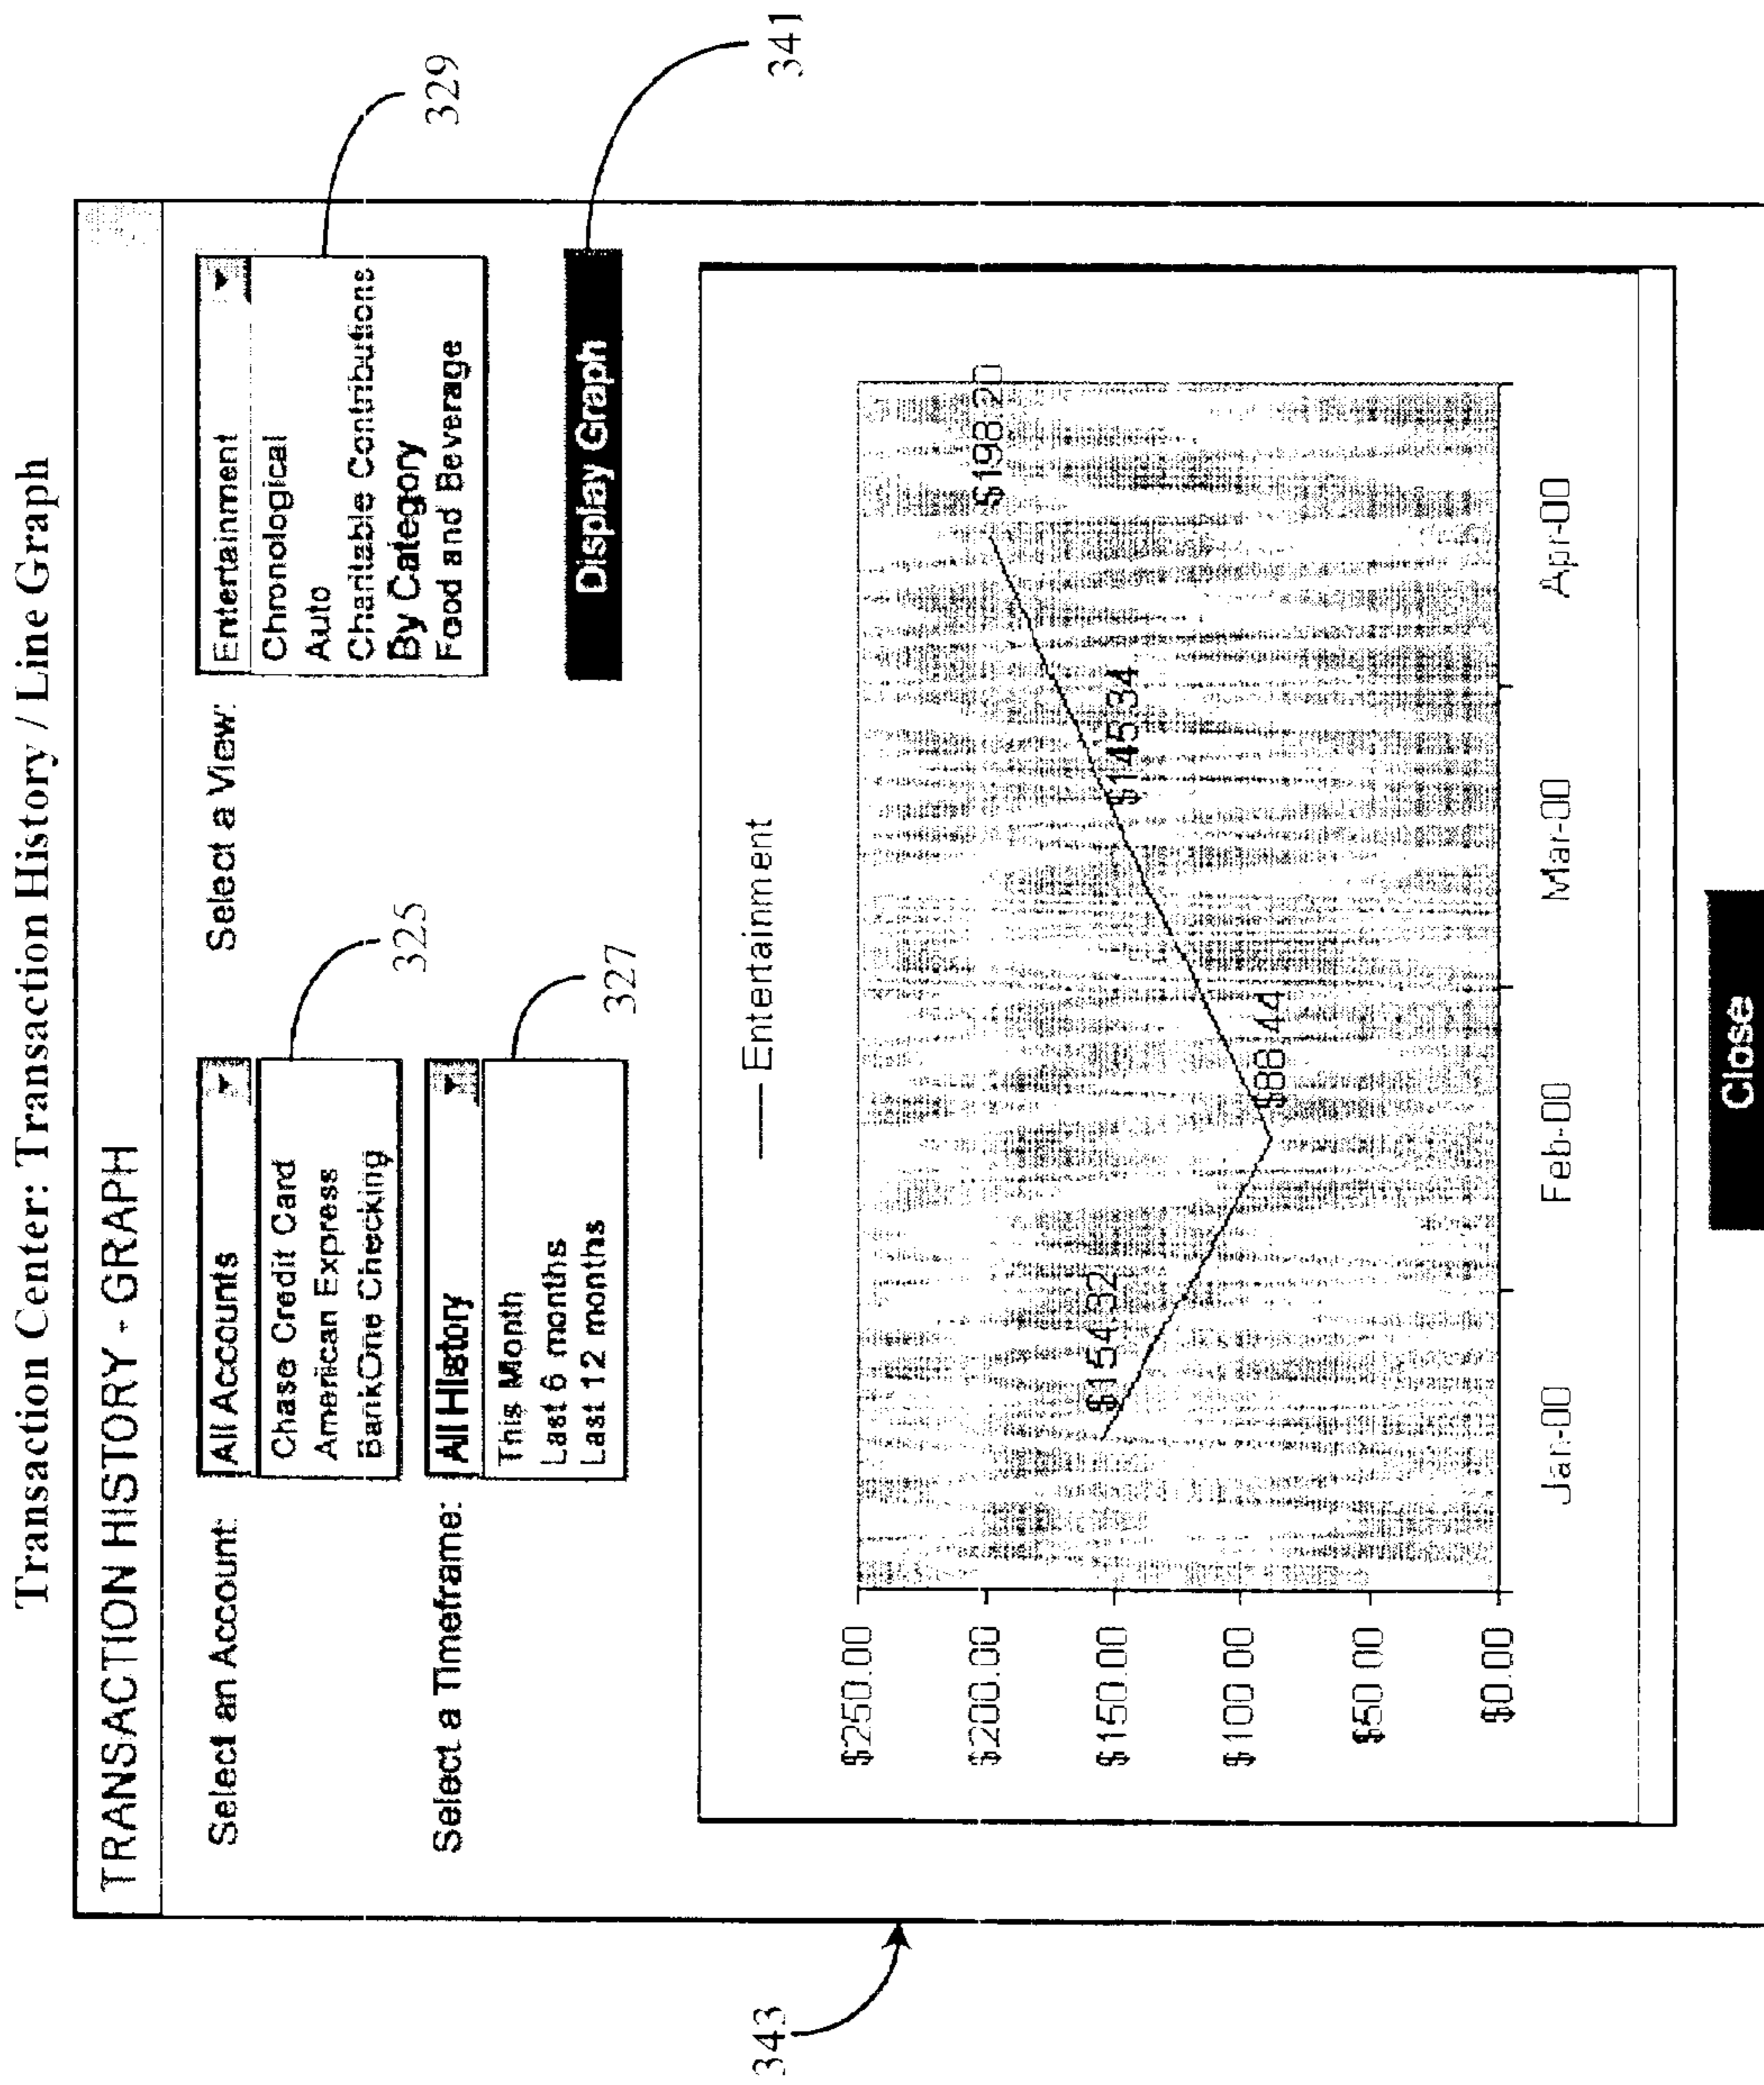 Transaction Center: Transaction History / Line Graph
TRANSACTION HISTORY - GRAPH
Select an Account:
All Accounts
Chase Credit Card
American Express
BankOne Checking
325
Select a View:
Entertainment
Chronological
Auto
Charitable Contributions
By Category
Food and Beverage
329
Select a Timeframe:
All History
This Month
Last 6 months
Last 12 months
327
Display Graph
341
343
Entertainment
$250.00
$200.00
$150.00
$100.00
$50.00
$0.00
$154.32
$88.44
$145.34
$198.20
Jan-00
Feb-00
Mar-00
Apr-00
Close